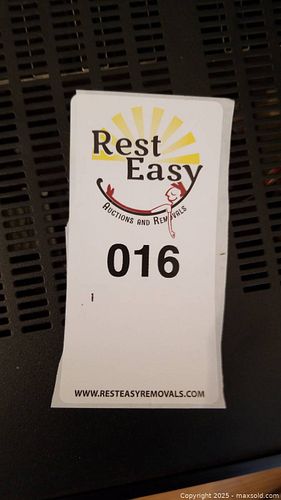 Rest
Easy
AUCTIONS AND REMOVALS
016
WWW.RESTEASYREMOVALS.COM
Copyright 2025 - maxsold.com